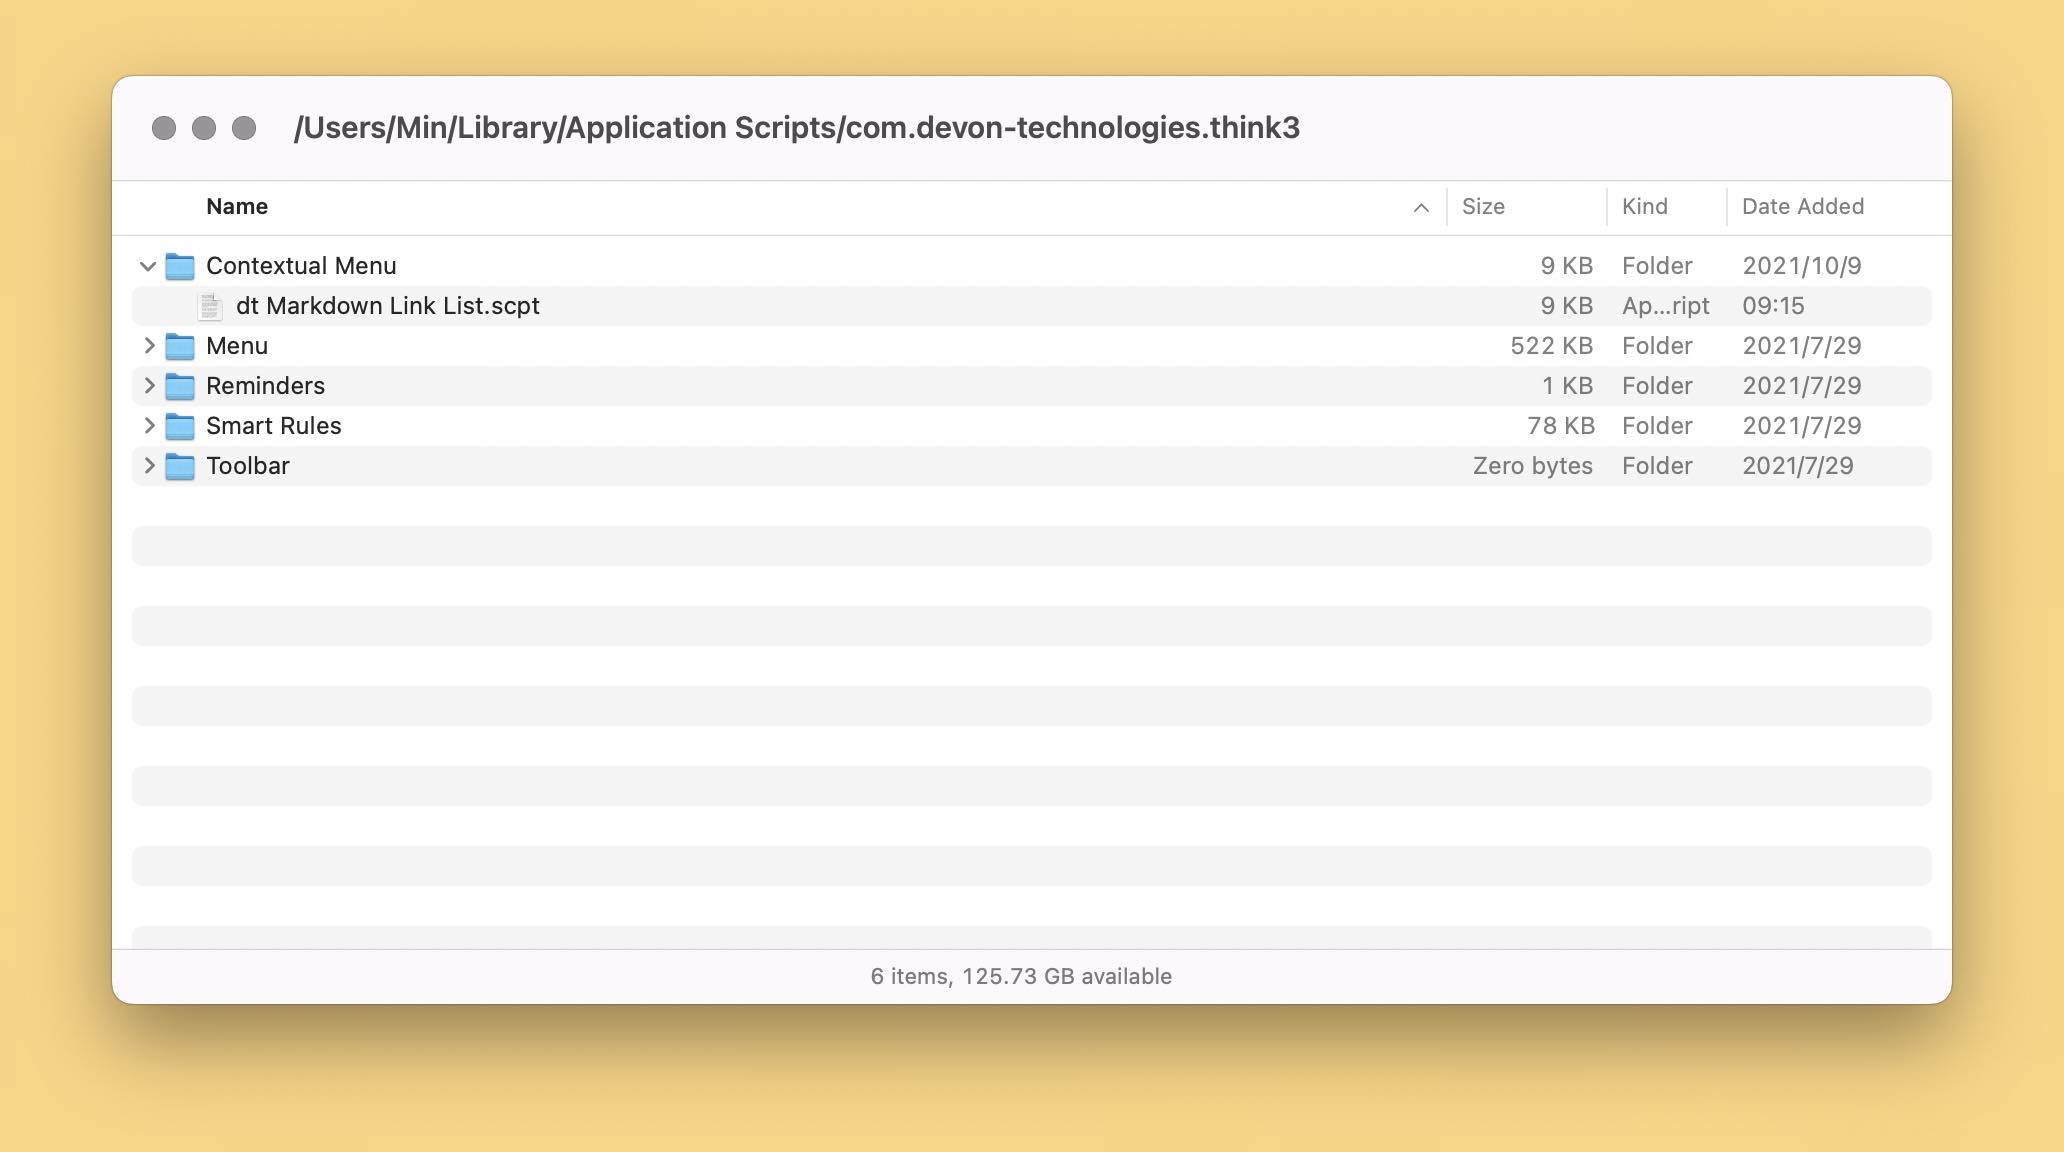 /Users/Min/Library/Application Scripts/com.devon-technologies.think3
Name Size Kind Date Added
Contextual Menu 9 KB Folder 2021/10/9
dt Markdown Link List.scpt 9 KB Ap...ript 09:15
Menu 522 KB Folder 2021/7/29
Reminders 1 KB Folder 2021/7/29
Smart Rules 78 KB Folder 2021/7/29
Toolbar Zero bytes Folder 2021/7/29
6 items, 125.73 GB available